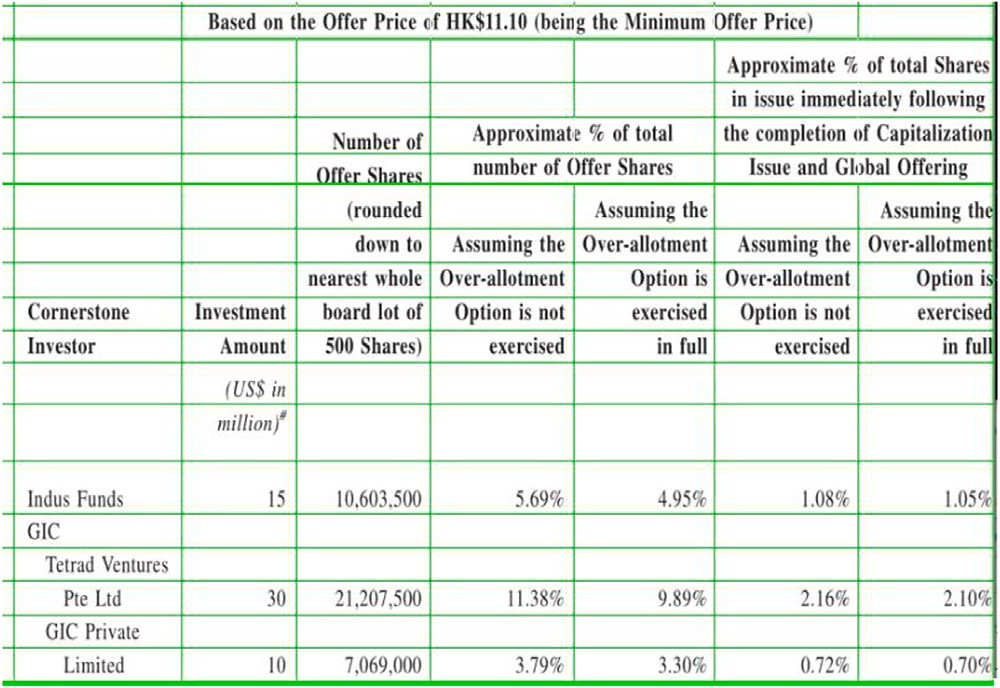 Based on the Offer Price of HK$11.10 (being the Minimum Offer Price)
Approximate % of total Shares
in issue immediately following
Number of Approximate % of total the completion of Capitalization
Offer Shares number of Offer Shares Issue and Global Offering
(rounded Assuming the Assuming the
down to Assuming the Over-allotment Assuming the Over-allotment
nearest whole Over-allotment Option is Over-allotment Option is
Cornerstone Investment board lot of Option is not exercised Option is not exercised
Investor Amount 500 Shares) exercised in full exercised in full
(US$ in
million)#
Indus Funds 15 10,603,500 5.69% 4.95% 1.08% 1.05%
GIC
Tetrad Ventures
Pte Ltd 30 21,207,500 11.38% 9.89% 2.16% 2.10%
GIC Private
Limited 10 7,069,000 3.79% 3.30% 0.72% 0.70%